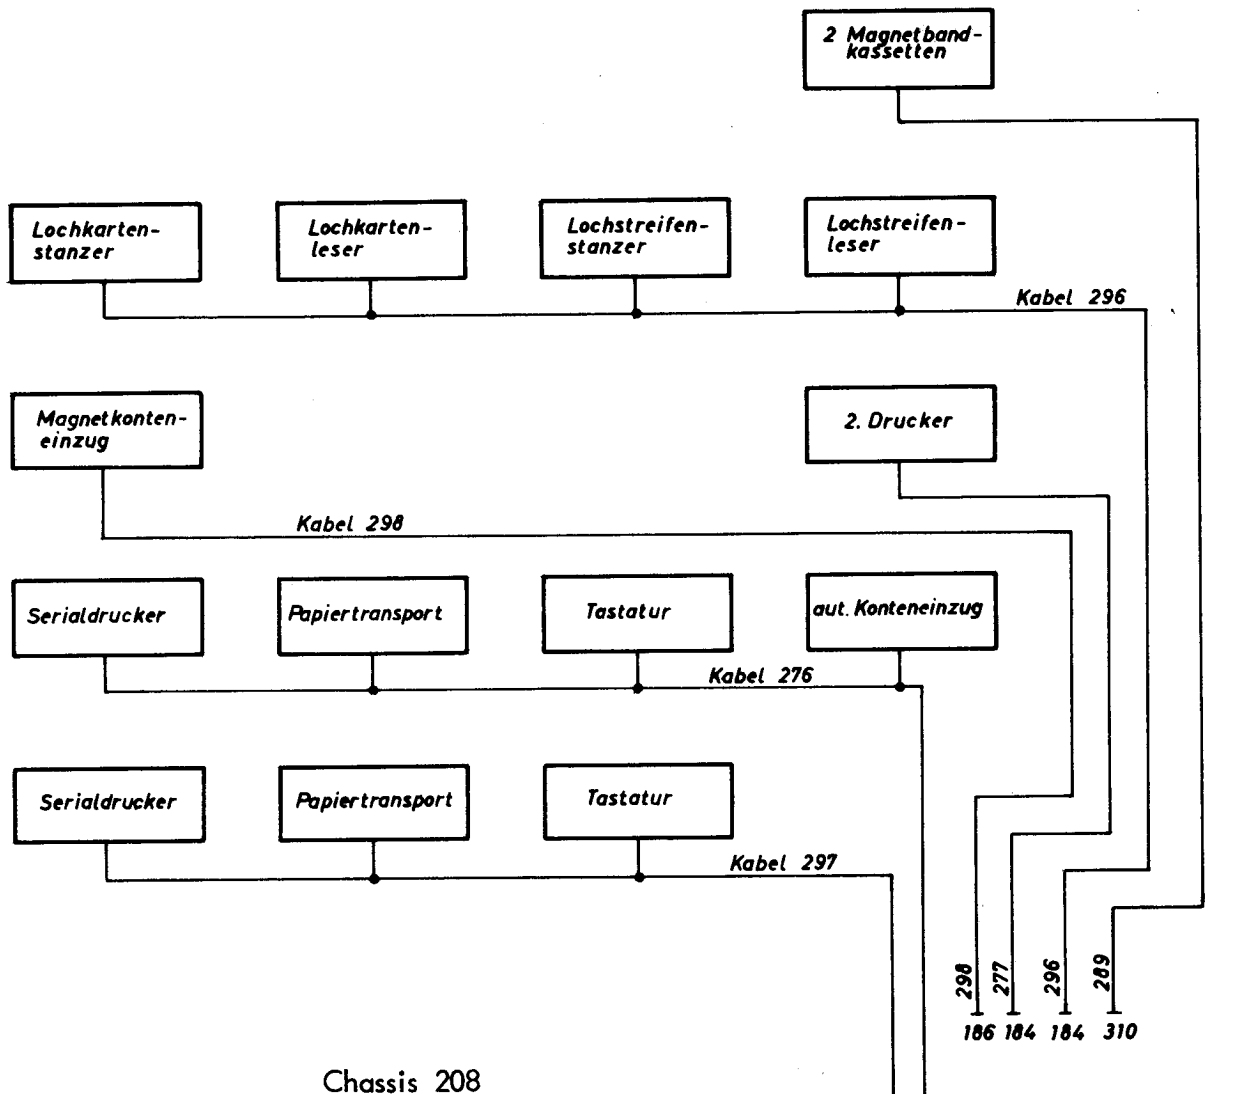 2 Magnetband-
kassetten
Lochkarten-
stanzer
Lochkarten-
leser
Lochstreifen-
stanzer
Lochstreifen-
leser
Kabel 296
Magnetkonten-
einzug
2. Drucker
Kabel 298
Serialdrucker
Papiertransport
Tastatur
aut. Konteneinzug
Kabel 276
Serialdrucker
Papiertransport
Tastatur
Kabel 297
298
277
296
289
186
184
184
310
Chassis 208